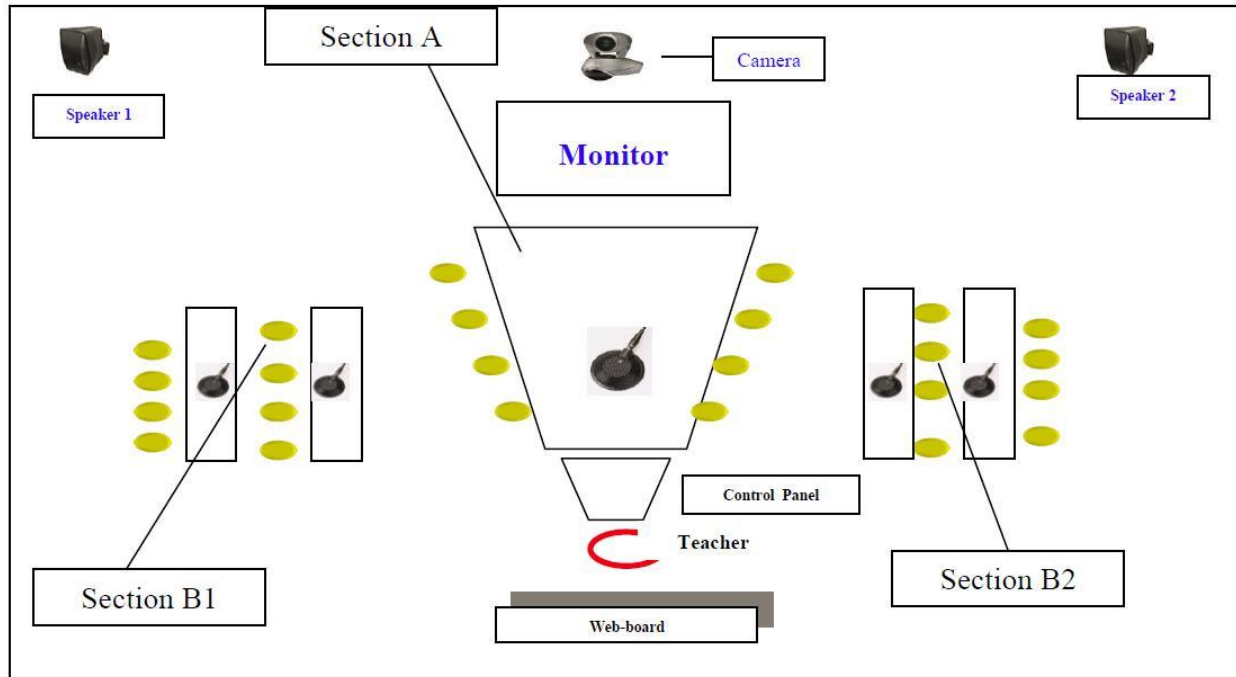 Section A
Camera
Speaker 1
Speaker 2
Monitor
Control Panel
Teacher
Section B1
Section B2
Web-board